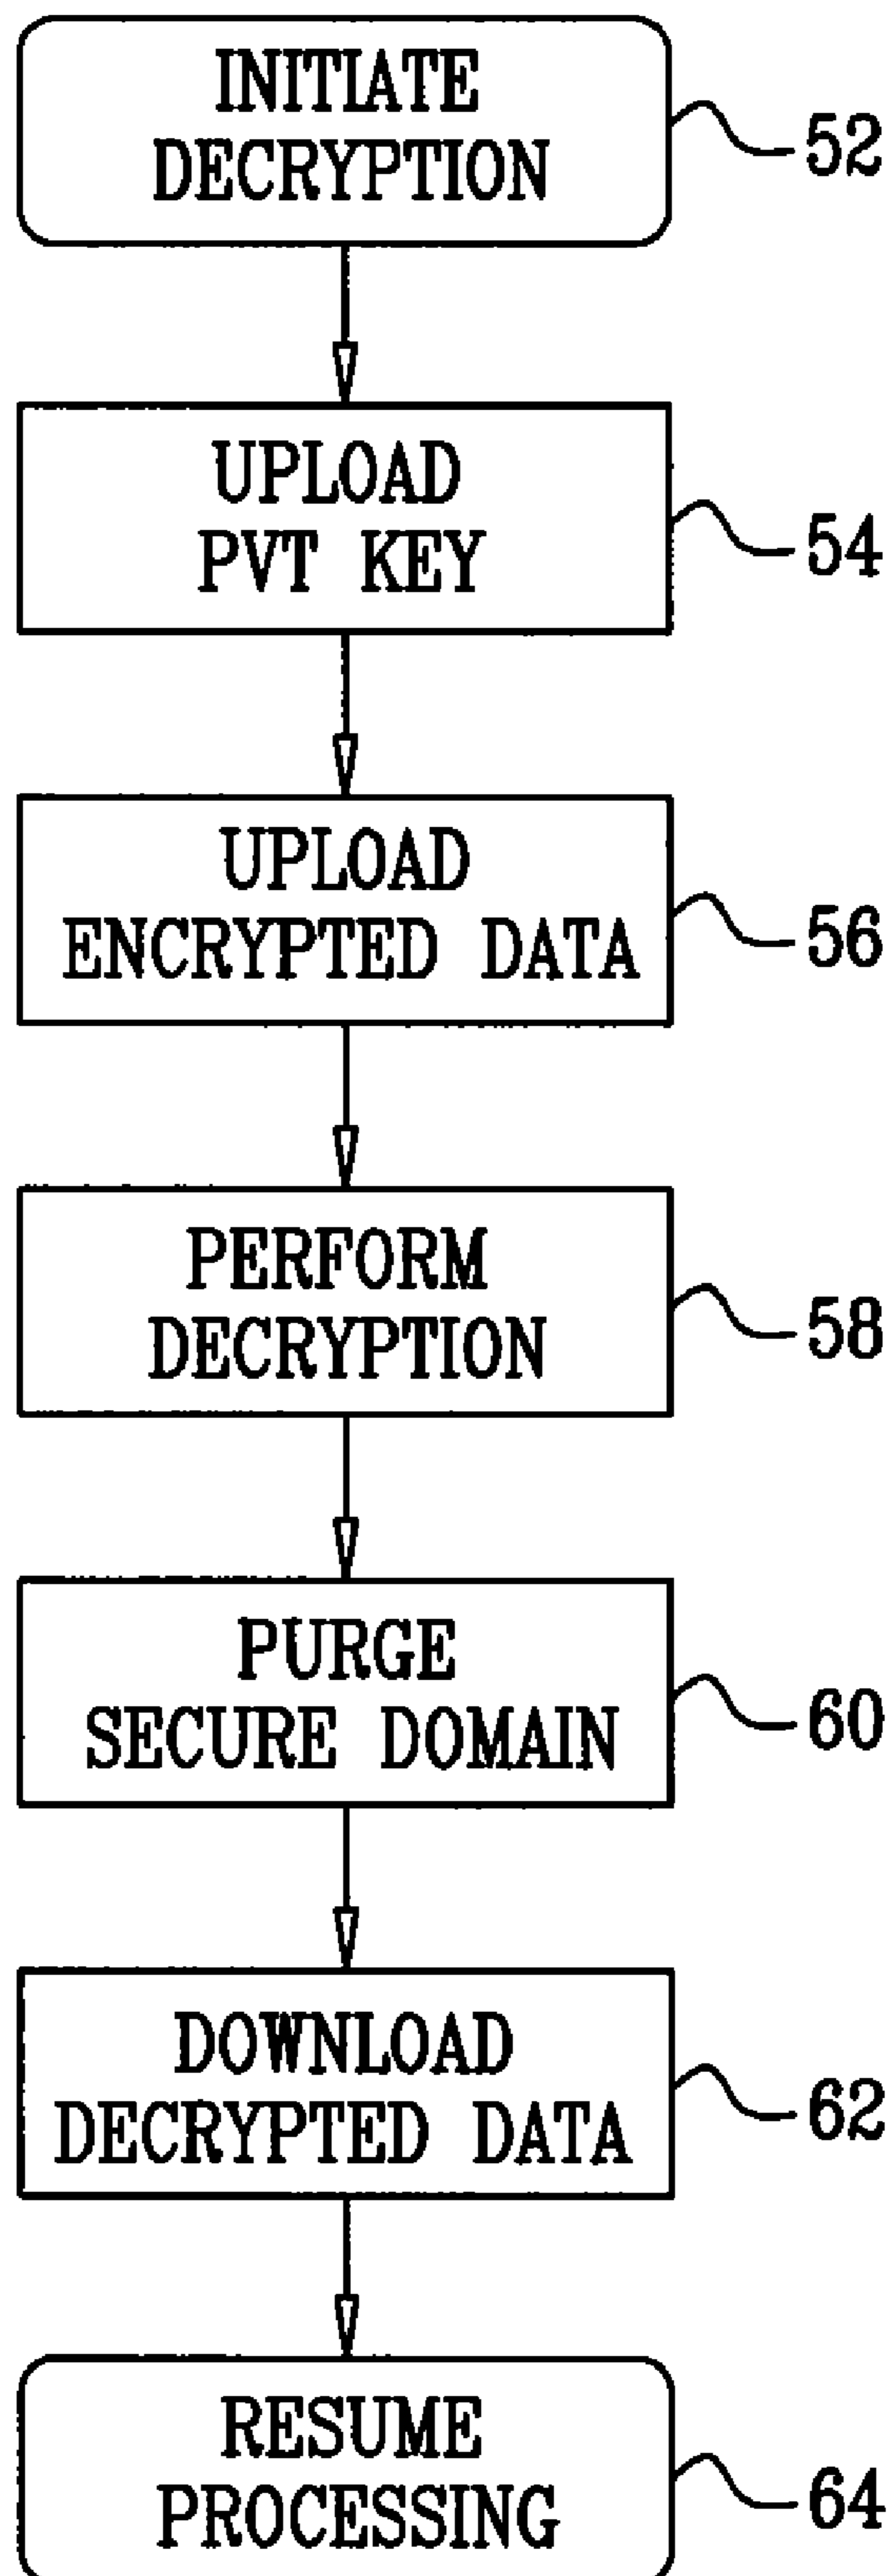 INITIATE
DECRYPTION
52
UPLOAD
PVT KEY
54
UPLOAD
ENCRYPTED DATA
56
PERFORM
DECRYPTION
58
PURGE
SECURE DOMAIN
60
DOWNLOAD
DECRYPTED DATA
62
RESUME
PROCESSING
64